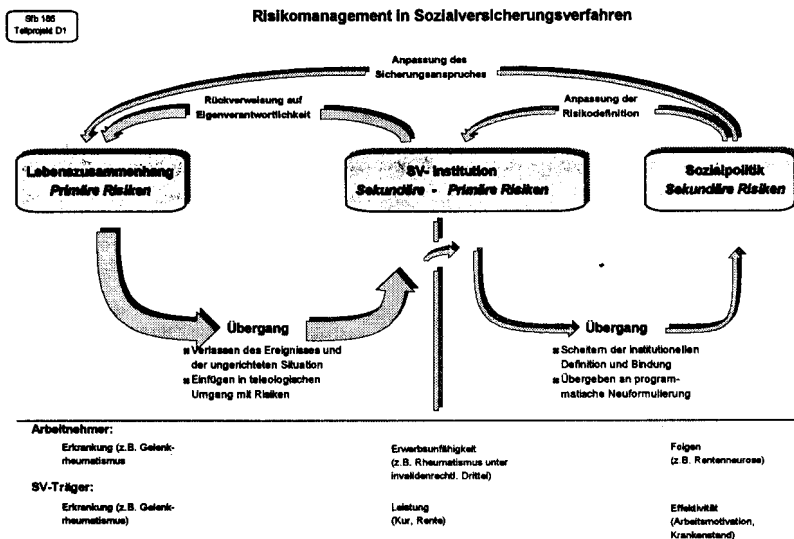 Sfb 186
Teilprojekt D1
Risikomanagement in Sozialversicherungsverfahren
Anpassung des
Sicherungsanspruches
Rückverweisung auf
Eigenverantwortlichkeit
Anpassung der
Risikodefinition
Lebenszusammenhang
Primäre Risiken
SV- Institution
Sekundäre - Primäre Risiken
Sozialpolitik
Sekundäre Risiken
Übergang
Verlassen des Ereignisses und
der ungerichteten Situation
Einfügen in teleologischen
Umgang mit Risiken
Übergang
Scheitern der institutionellen
Definition und Bindung
Übergeben an program-
matische Neuformulierung
Arbeitnehmer:
Erkrankung (z.B. Gelenk-
rheumatismus
Erwerbsunfähigkeit
(z.B. Rheumatismus unter
invalidenrechtl. Drittel)
Folgen
(z.B. Rentenneurose)
SV-Träger:
Erkrankung (z.B. Gelenk-
rheumatismus)
Leistung
(Kur, Rente)
Effektivität
(Arbeitsmotivation,
Krankenstand)